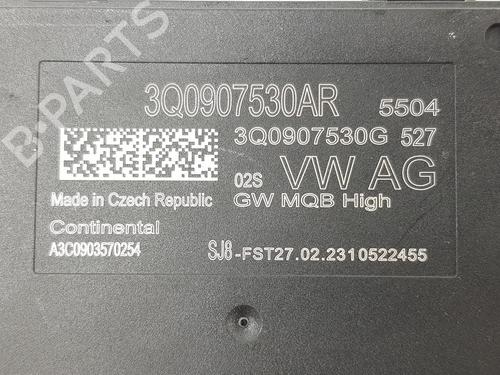 3Q0907530AR 5504
3Q0907530G 527
02S VW AG
Made in Czech Republic GW MQB High
Continental
A3C0903570254 SJ8-FST27.02.2310522455
B-PARTS